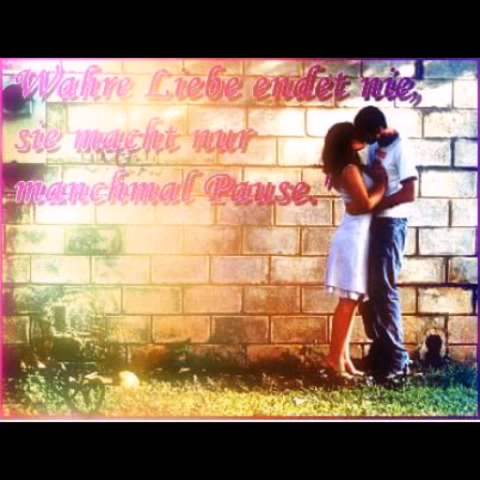 Wahre Liebe endet nie,
sie macht nur
manchmal Pause."